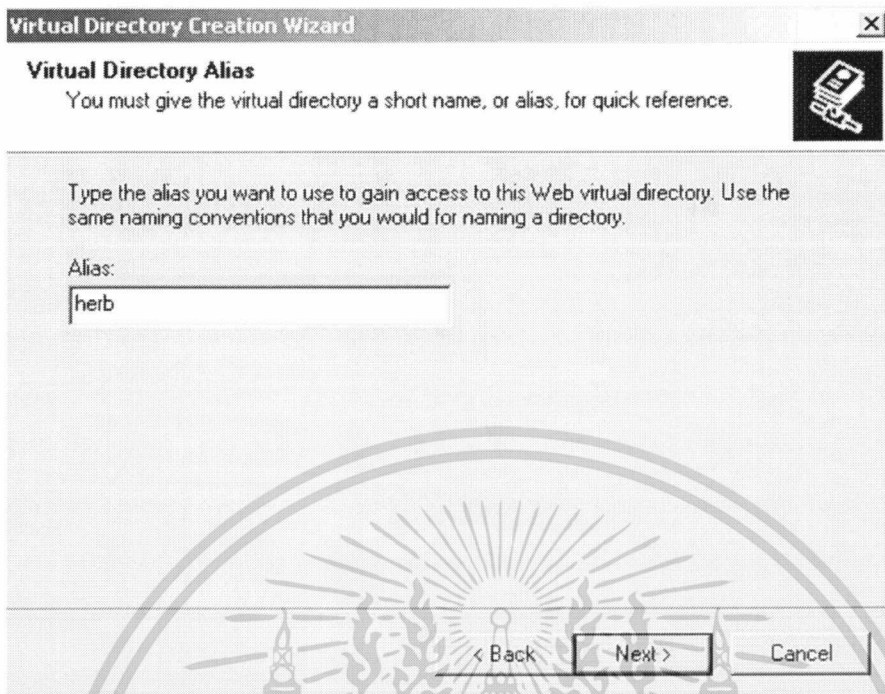 Virtual Directory Creation Wizard
Virtual Directory Alias
You must give the virtual directory a short name, or alias, for quick reference.
Type the alias you want to use to gain access to this Web virtual directory. Use the
same naming conventions that you would for naming a directory.
Alias:
herb
< Back Next > Cancel